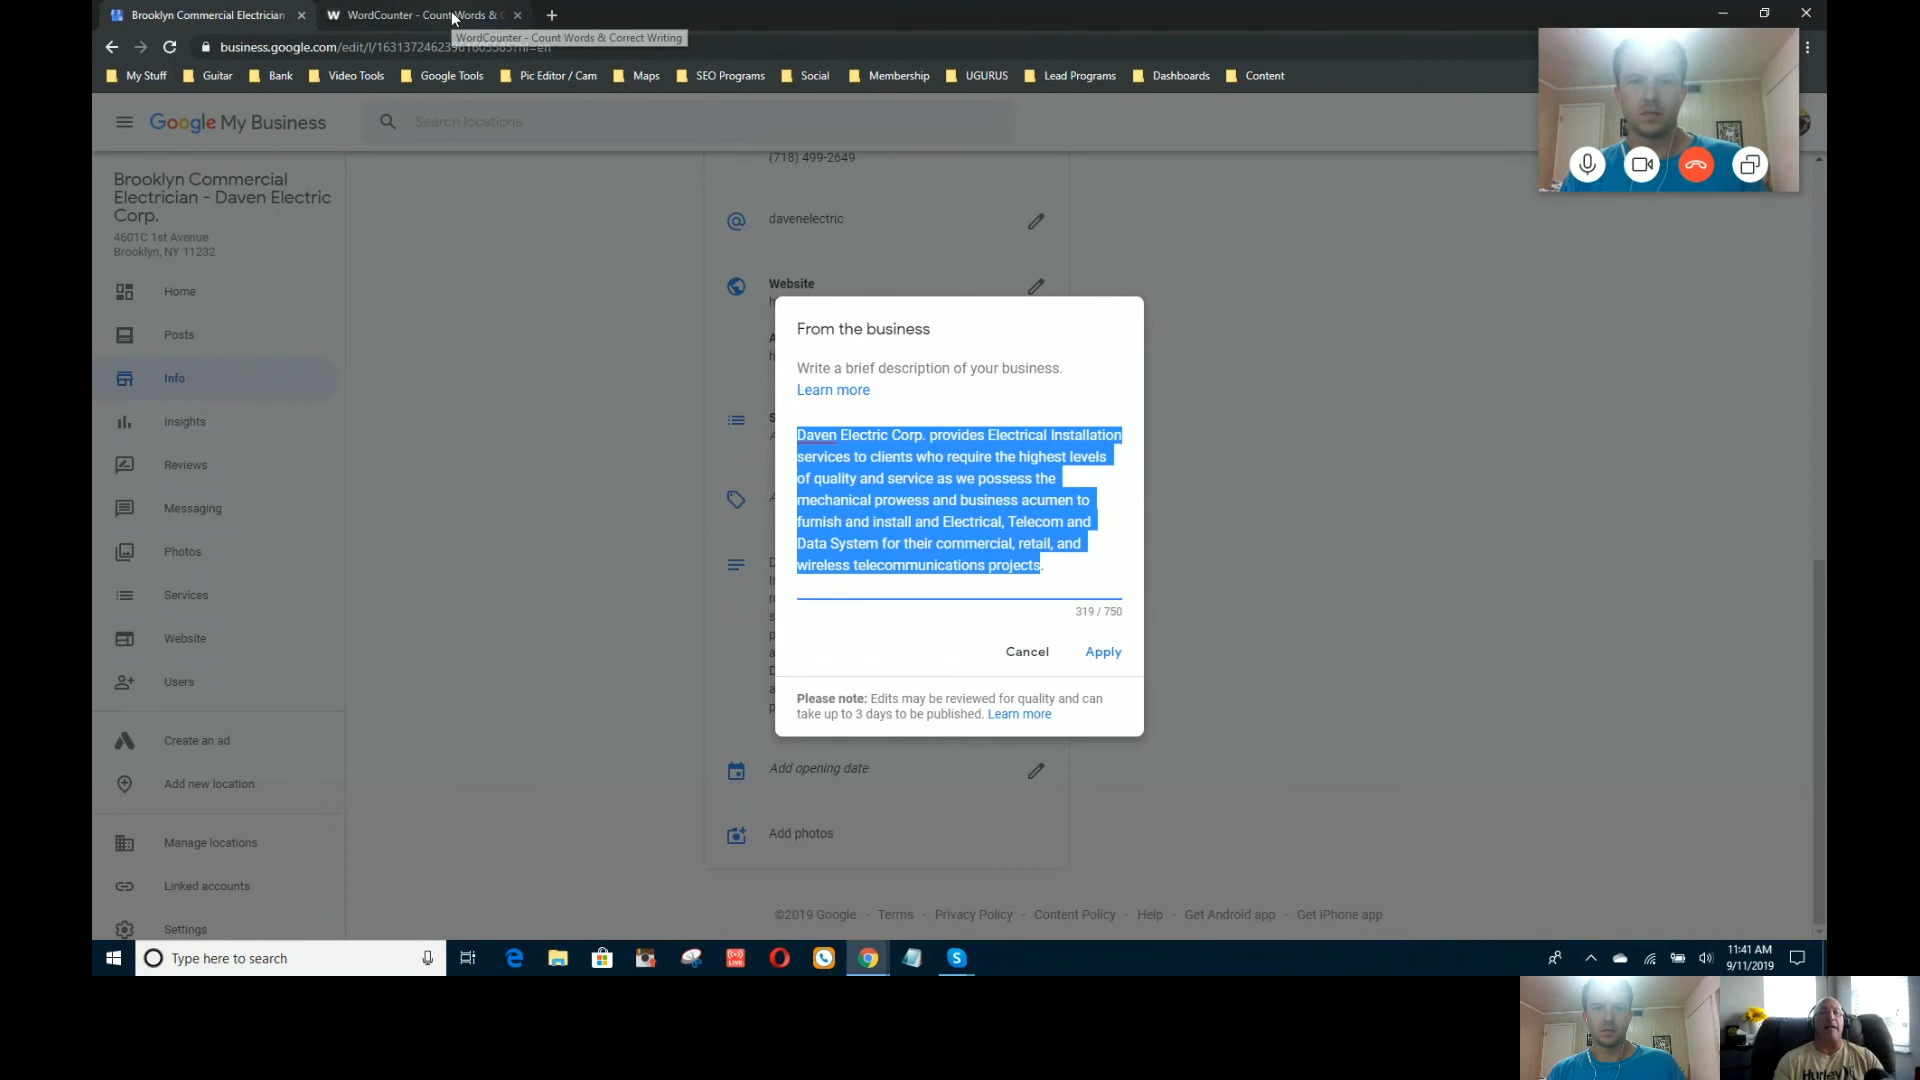 Brooklyn Commercial Electrician
WordCounter - Count Words & C
WordCounter - Count Words & Correct Writing
business.google.com/edit/l/
My Stuff
Guitar
Bank
Video Tools
Google Tools
Pic Editor / Cam
Maps
SEO Programs
Social
Membership
UGURUS
Lead Programs
Dashboards
Content
Google My Business
Search locations
Brooklyn Commercial
Electrician - Daven Electric
Corp.
4601C 1st Avenue
Brooklyn, NY 11232
Home
Posts
Info
Insights
Reviews
Messaging
Photos
Services
Website
Users
Create an ad
Add new location
Manage locations
Linked accounts
Settings
(718) 499-2649
davenelectric
Website
From the business
Write a brief description of your business.
Learn more
Daven Electric Corp. provides Electrical Installation
services to clients who require the highest levels
of quality and service as we possess the
mechanical prowess and business acumen to
furnish and install and Electrical, Telecom and
Data System for their commercial, retail, and
wireless telecommunications projects.
319 / 750
Cancel
Apply
Please note: Edits may be reviewed for quality and can
take up to 3 days to be published. Learn more
Add opening date
Add photos
©2019 Google - Terms - Privacy Policy - Content Policy - Help - Get Android app - Get iPhone app
Type here to search
LIVE
11:41 AM
9/11/2019
Hurley